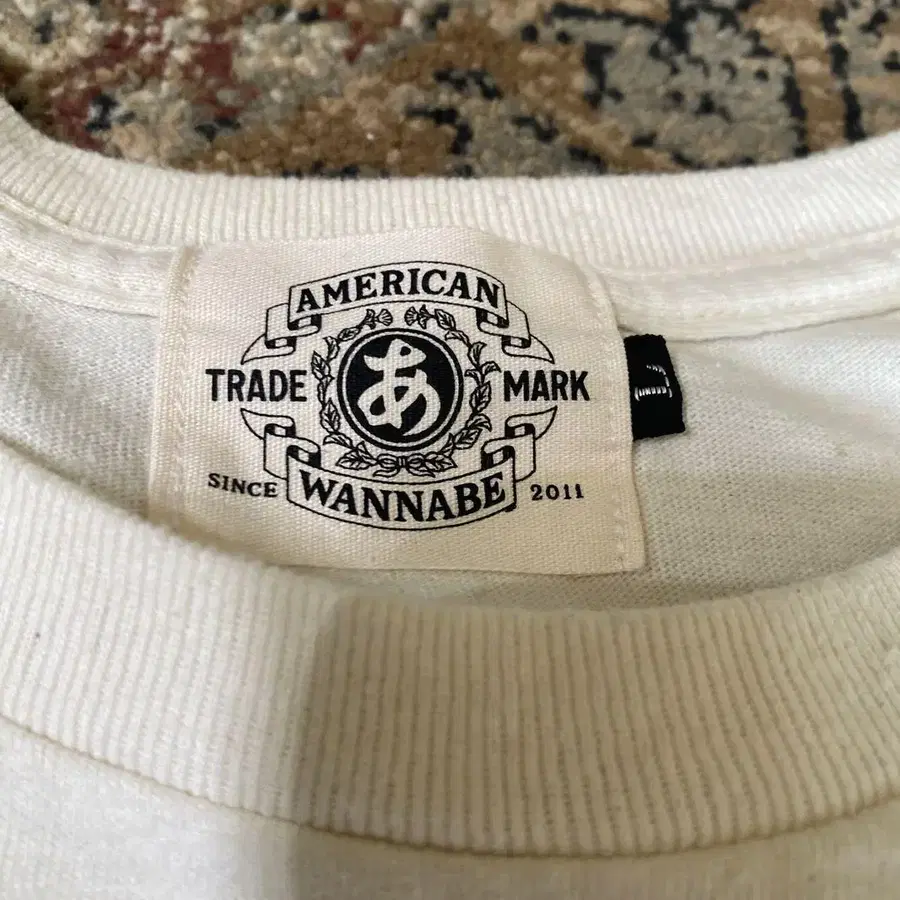 AMERICAN
TRADE あ MARK
SINCE WANNABE 2011